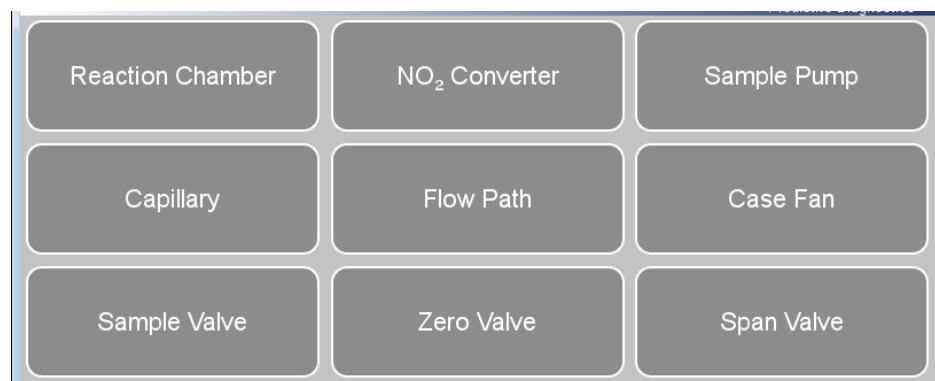 Reaction Chamber
NO₂ Converter
Sample Pump
Capillary
Flow Path
Case Fan
Sample Valve
Zero Valve
Span Valve